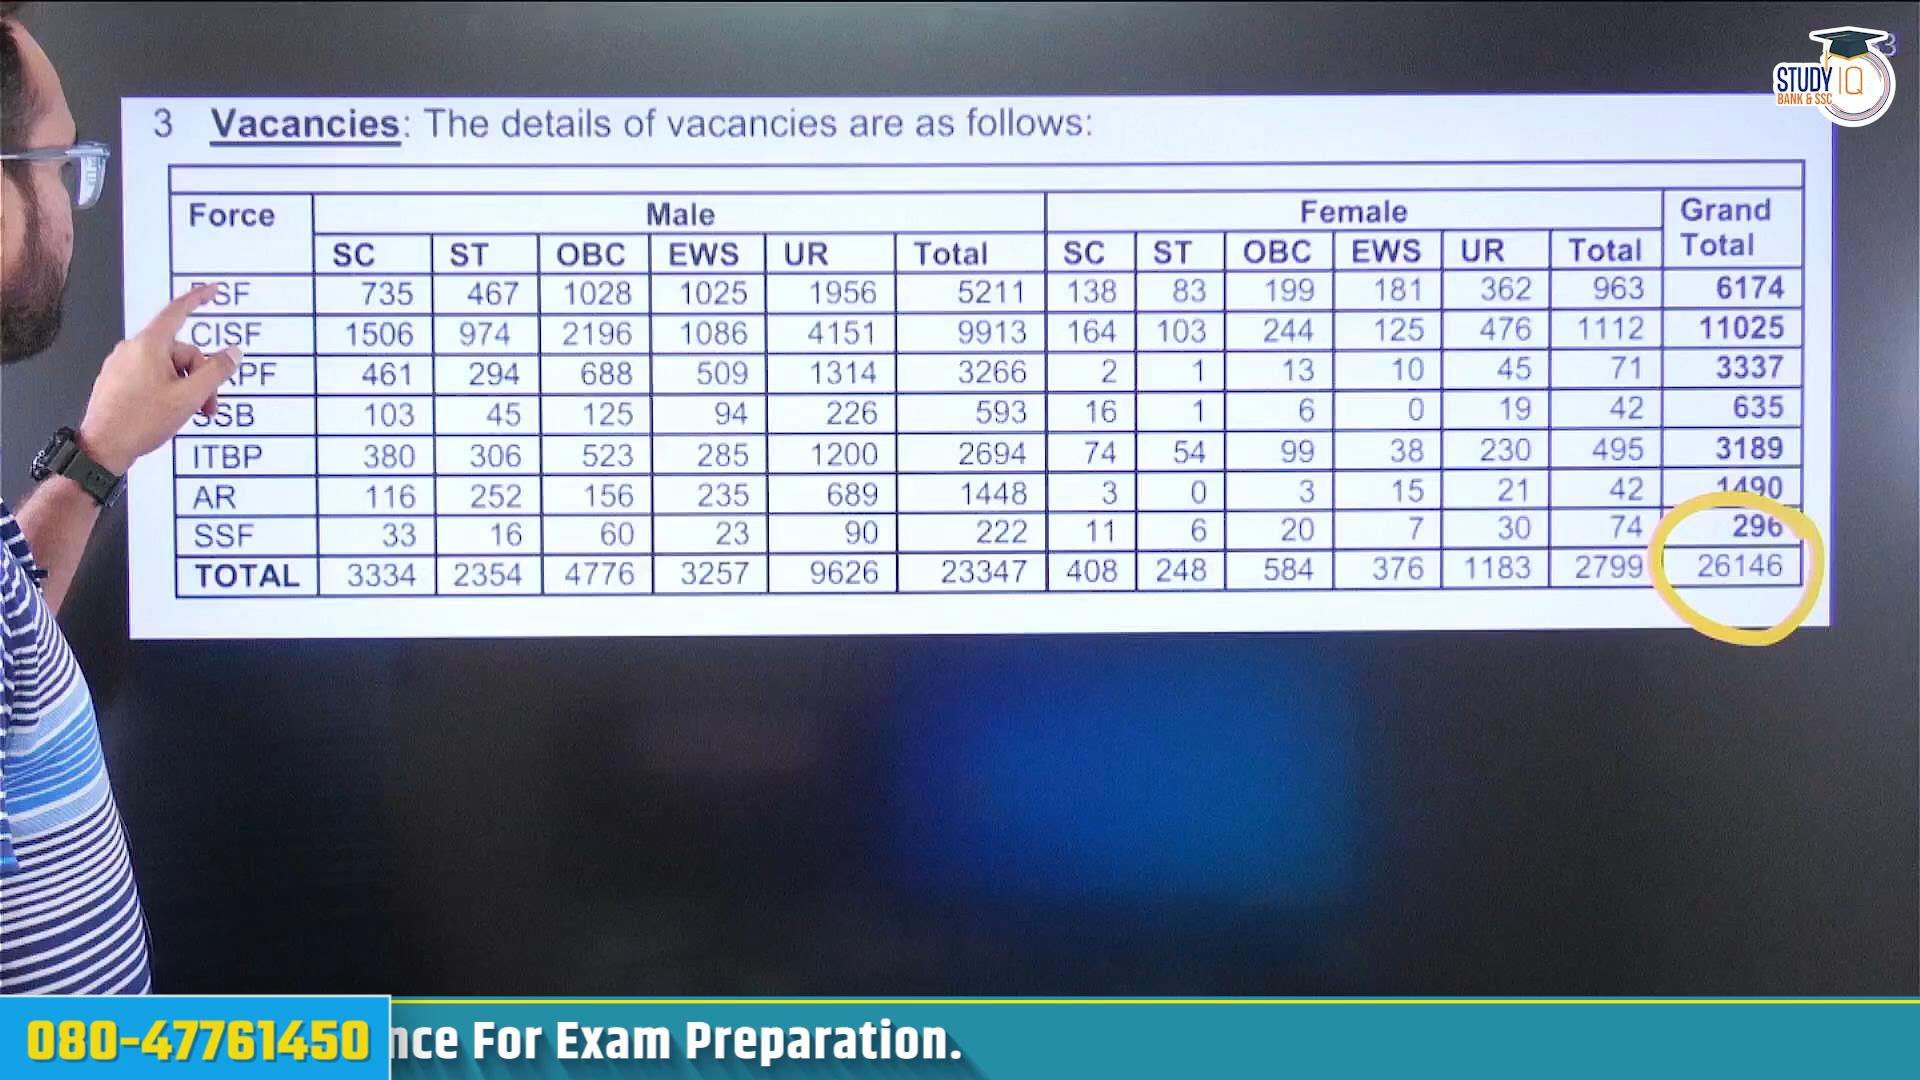 STUDY IQ
BANK & SSC
3 Vacancies: The details of vacancies are as follows:
Force Male Female Grand Total
SC ST OBC EWS UR Total SC ST OBC EWS UR Total
SF 735 467 1028 1025 1956 5211 138 83 199 181 362 963 6174
CISF 1506 974 2196 1086 4151 9913 164 103 244 125 476 1112 11025
PF 461 294 688 509 1314 3266 2 1 13 10 45 71 3337
SSB 103 45 125 94 226 593 16 1 6 0 19 42 635
ITBP 380 306 523 285 1200 2694 74 54 99 38 230 495 3189
AR 116 252 156 235 689 1448 3 0 3 15 21 42 1490
SSF 33 16 60 23 90 222 11 6 20 7 30 74 296
TOTAL 3334 2354 4776 3257 9626 23347 408 248 584 376 1183 2799 26146
080-47761450 nce For Exam Preparation.